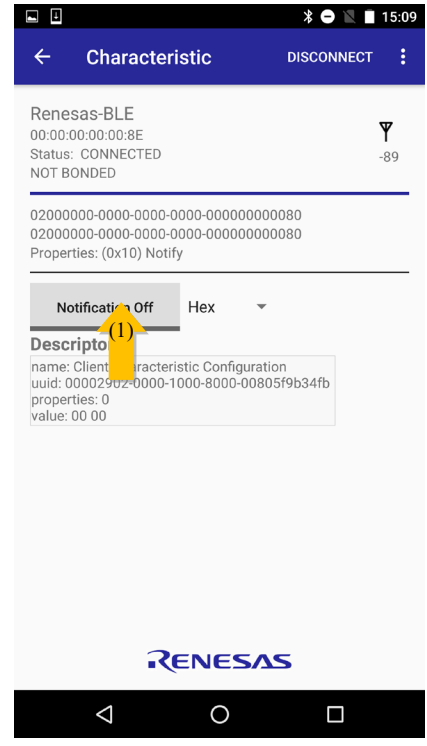 15:09
Characteristic DISCONNECT
Renesas-BLE
00:00:00:00:00:8E
Status: CONNECTED
-89
NOT BONDED
02000000-0000-0000-0000-000000000080
02000000-0000-0000-0000-000000000080
Properties: (0x10) Notify
Off Hex
(1)
name: Client Configuration
uuid: 00002902-0000-1000-8000-00805f9b34fb
properties: 0
value: 00 00
RENESAS